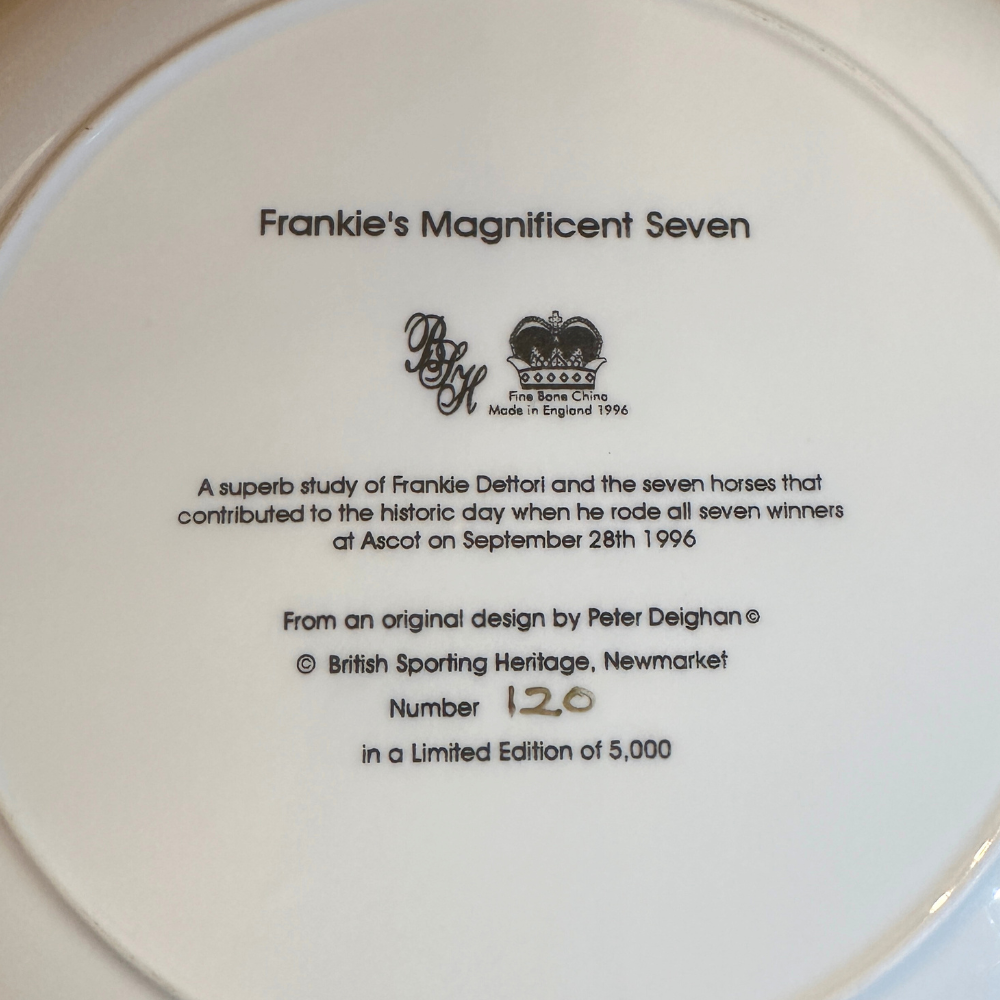 Frankie's Magnificent Seven
BSH
Fine Bone China
Made in England 1996
A superb study of Frankie Dettori and the seven horses that
contributed to the historic day when he rode all seven winners
at Ascot on September 28th 1996
From an original design by Peter Deighan©
© British Sporting Heritage, Newmarket
Number 120
in a Limited Edition of 5,000